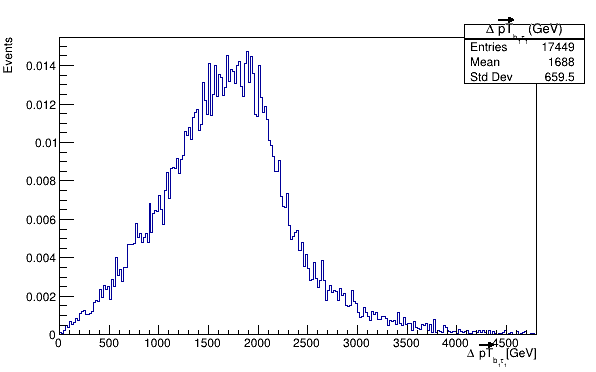 Δ pT b₁τ₁ (GeV)
Entries 17449
Mean 1688
Std Dev 659.5
Events
0.014
0.012
0.01
0.008
0.006
0.004
0.002
0
0 500 1000 1500 2000 2500 3000 3500 4000 4500
Δ pT b₁τ₁ [GeV]